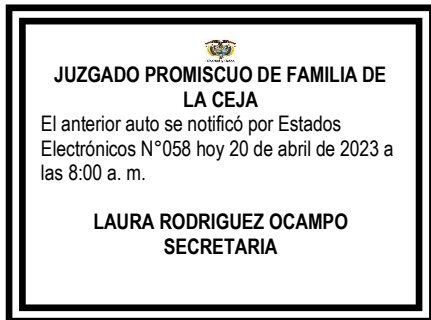 JUZGADO PROMISCUO DE FAMILIA DE
LA CEJA
El anterior auto se notificó por Estados
Electrónicos N°058 hoy 20 de abril de 2023 a
las 8:00 a. m.
LAURA RODRIGUEZ OCAMPO
SECRETARIA